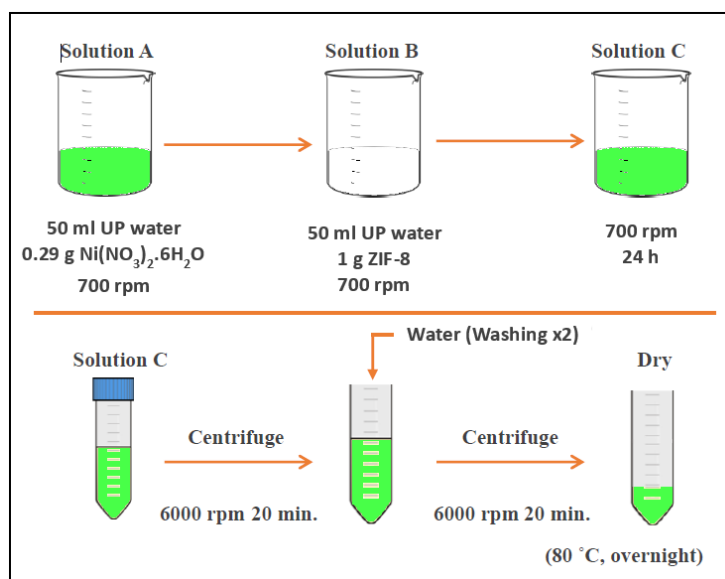 Solution A
Solution B
Solution C
50 ml UP water
0.29 g Ni(NO₃)₂.6H₂O
700 rpm
50 ml UP water
1 g ZIF-8
700 rpm
700 rpm
24 h
Water (Washing x2)
Solution C
Dry
Centrifuge
Centrifuge
6000 rpm 20 min.
6000 rpm 20 min.
(80 ˚C, overnight)